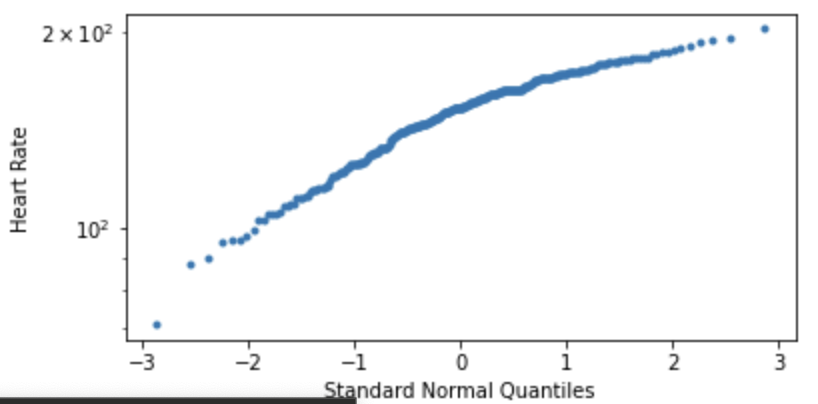 2 × 10²
Heart Rate
10²
−3 −2 −1 0 1 2 3
Standard Normal Quantiles